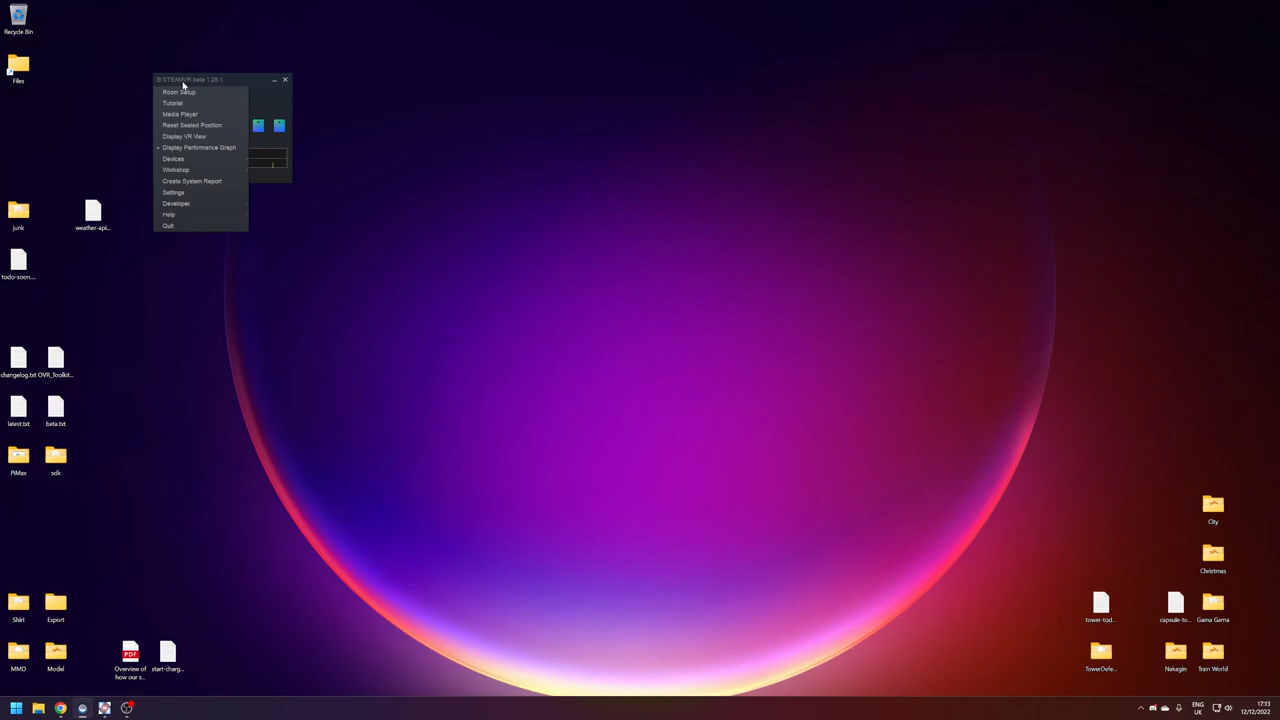 Recycle Bin
Files
STEAMVR beta 1.25.1
Room Setup
Tutorial
Media Player
Reset Seated Position
Display VR View
Display Performance Graph
Devices
Workshop
Create System Report
Settings
Developer
Help
Quit
junk
weather-api...
todo-soon....
changelog.txt
OVR_Toolkit...
latest.txt
beta.txt
PiMax
sdk
City
Christmas
Shirt
Export
tower-tod...
capsule-to...
Gama Gama
MMD
Model
PDF
Overview of
how our s...
start-charg...
TowerDefe...
Nakagin
Train World
ENG
UK
17:13
12/12/2022